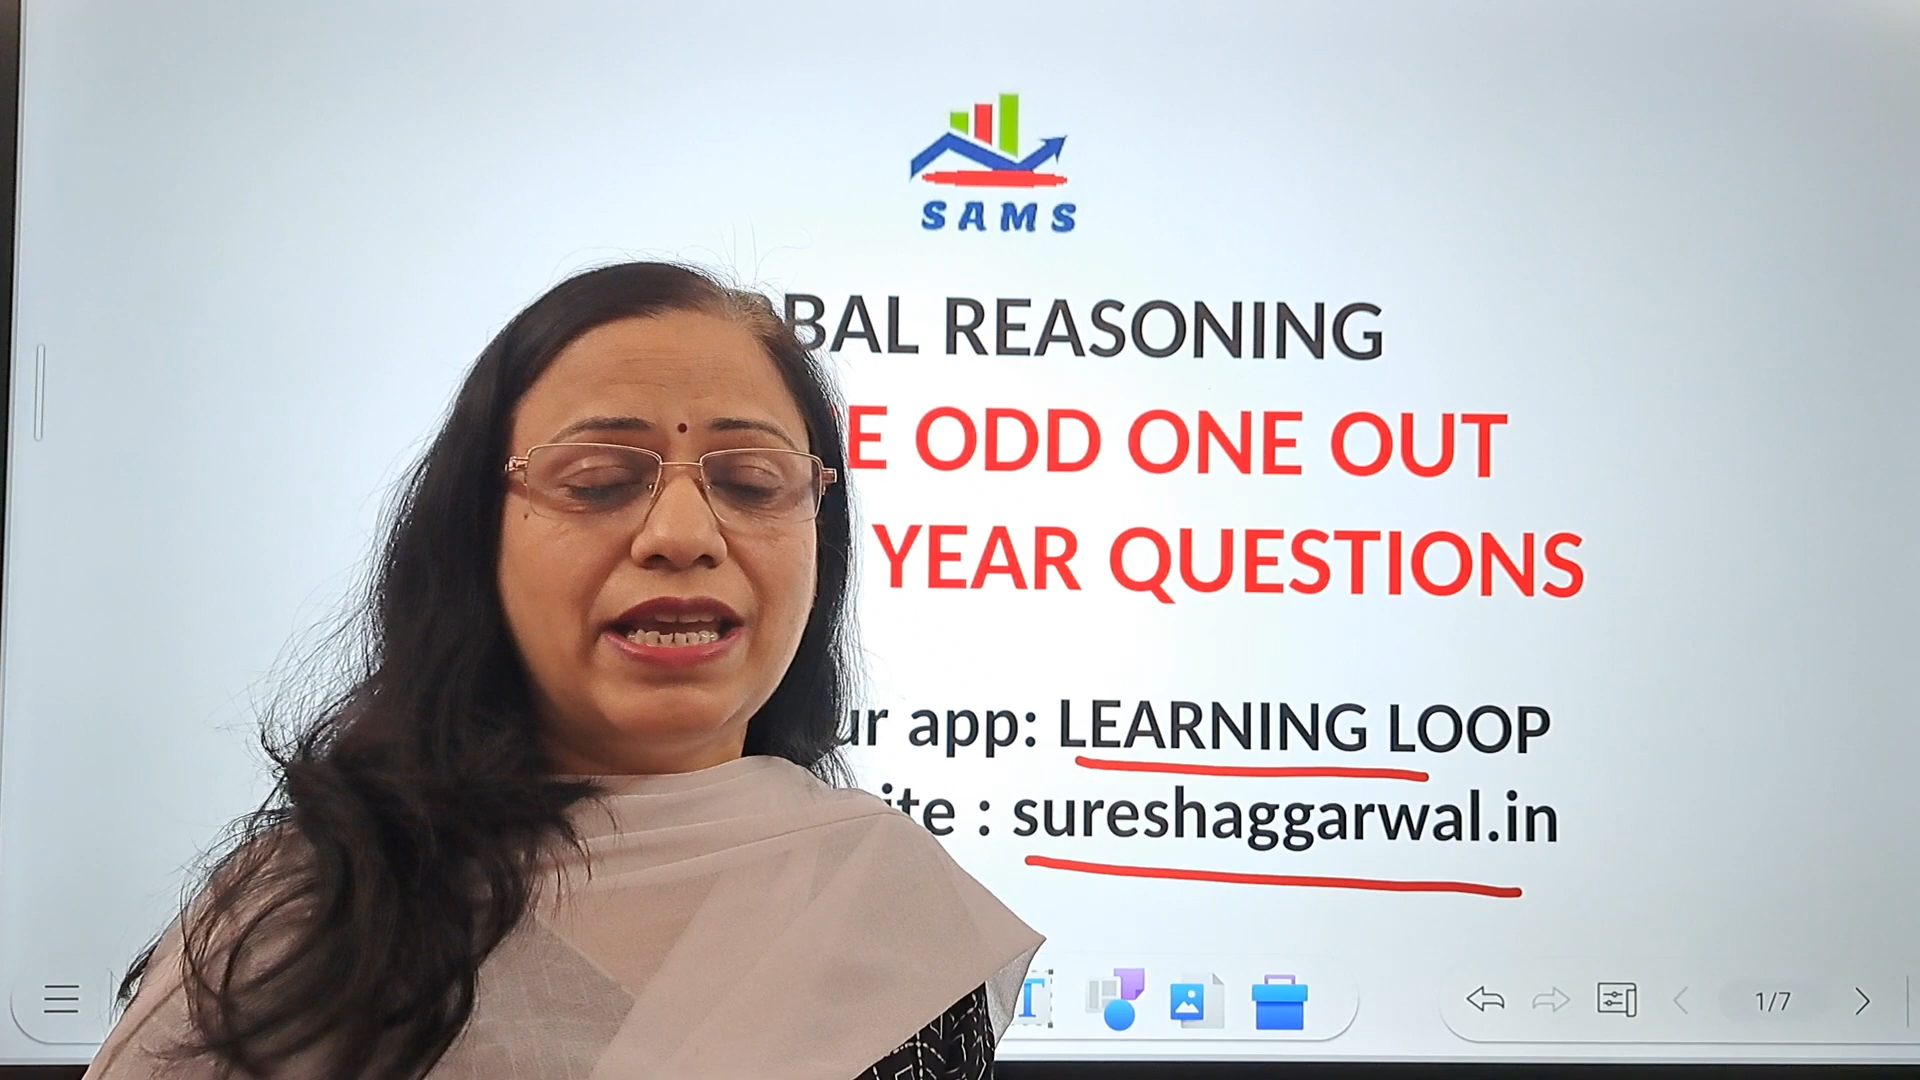 SAMS
BAL REASONING
E ODD ONE OUT
YEAR QUESTIONS
ur app: LEARNING LOOP
ite : sureshaggarwal.in
T
1/7